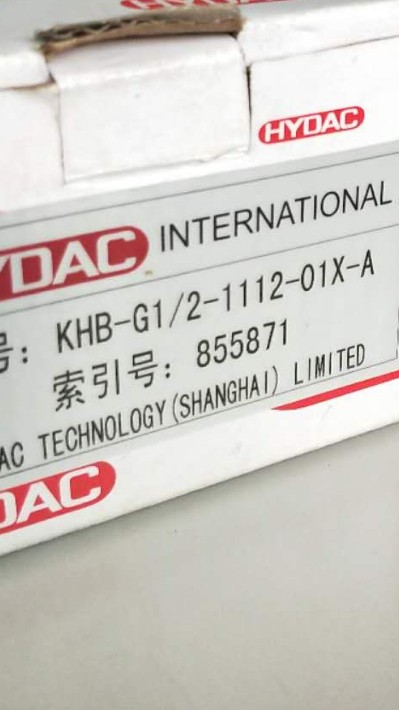 HYDAC
YDAC INTERNATIONAL
号: KHB-G1/2-1112-01X-A
索引号: 855871
AC TECHNOLOGY(SHANGHAI) LIMITED
DAC